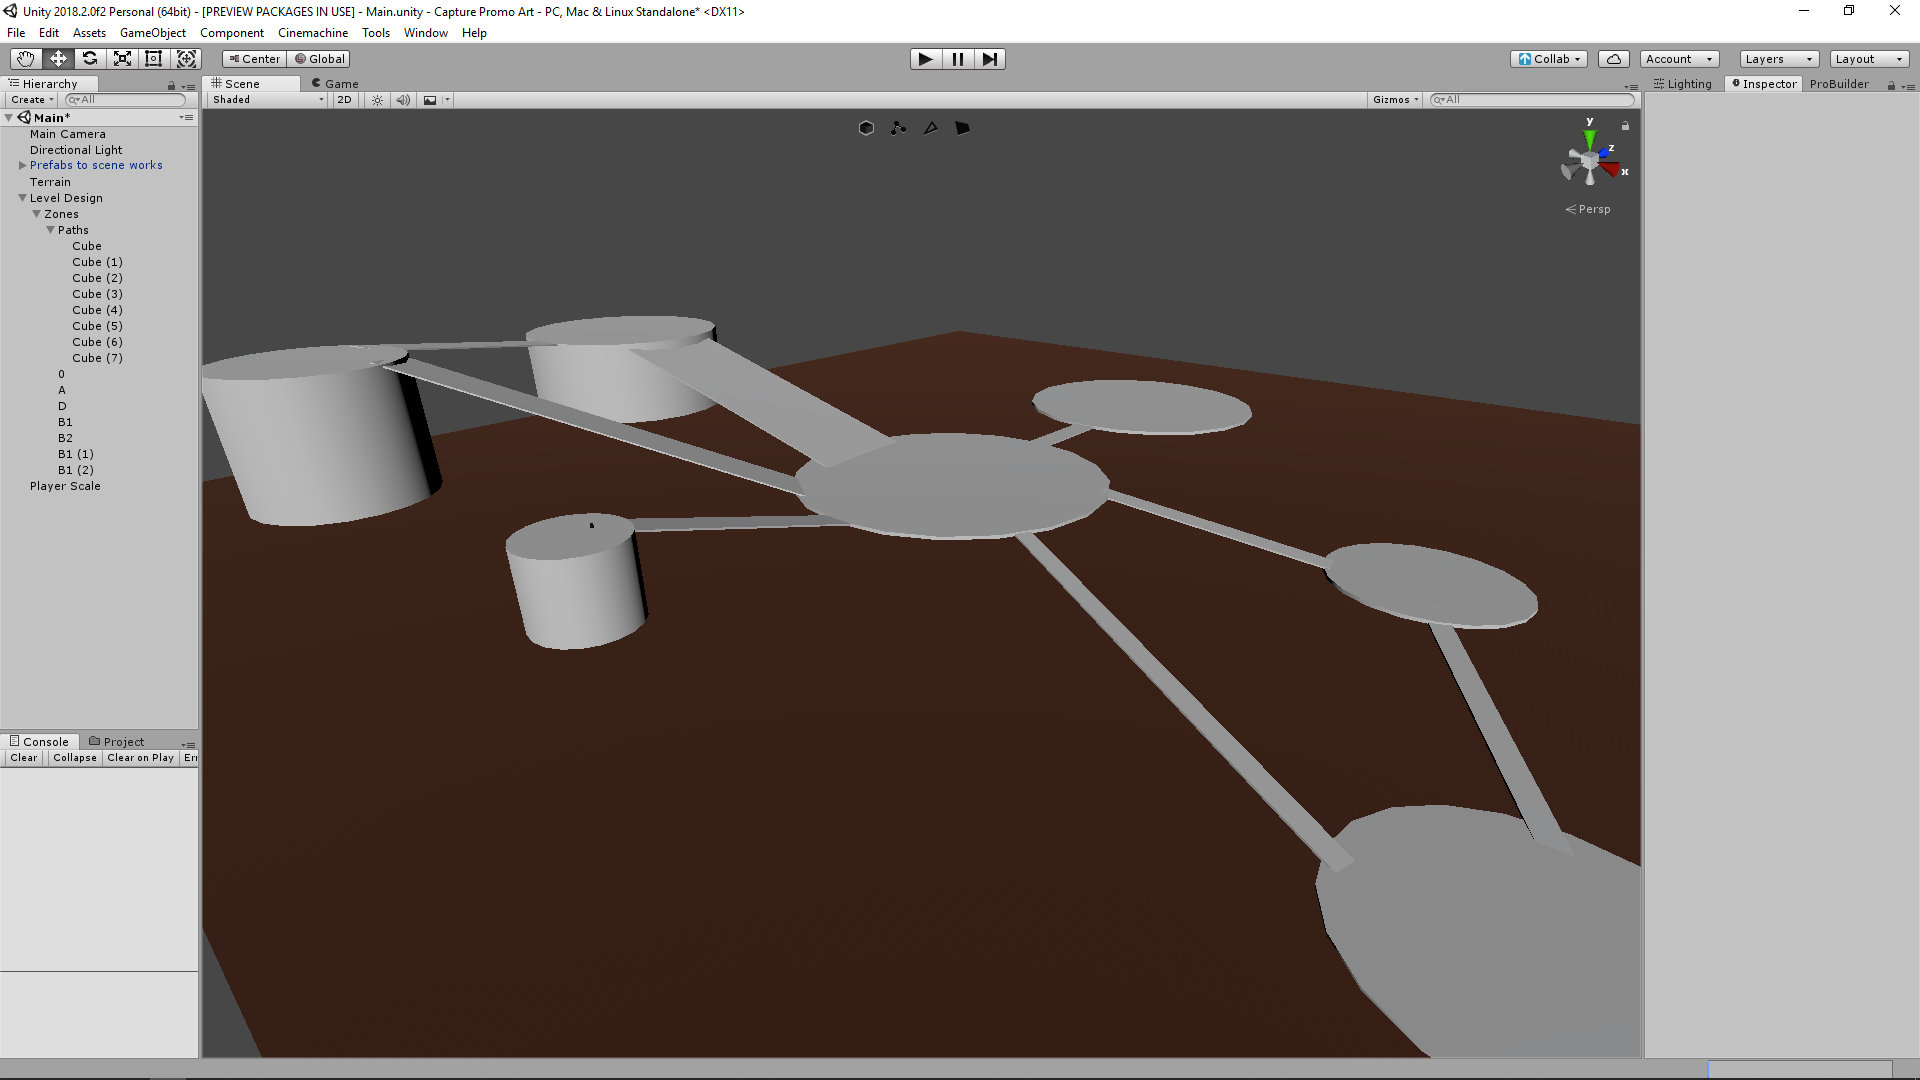 Unity 2018.2.0f2 Personal (64bit) - [PREVIEW PACKAGES IN USE] - Main.unity - Capture Promo Art - PC, Mac & Linux Standalone* <DX11>
File Edit Assets GameObject Component Cinemachine Tools Window Help
Center Global Collab Account Layers Layout
Hierarchy Scene Game Lighting Inspector ProBuilder
Create All Shaded 2D Gizmos All
Main*
Main Camera
Directional Light
Prefabs to scene works
Terrain
Level Design
Zones
Paths
Cube
Cube (1)
Cube (2)
Cube (3)
Cube (4)
Cube (5)
Cube (6)
Cube (7)
0
A
D
B1
B2
B1 (1)
B1 (2)
Player Scale
y
z
x
Persp
Console Project
Clear Collapse Clear on Play Err